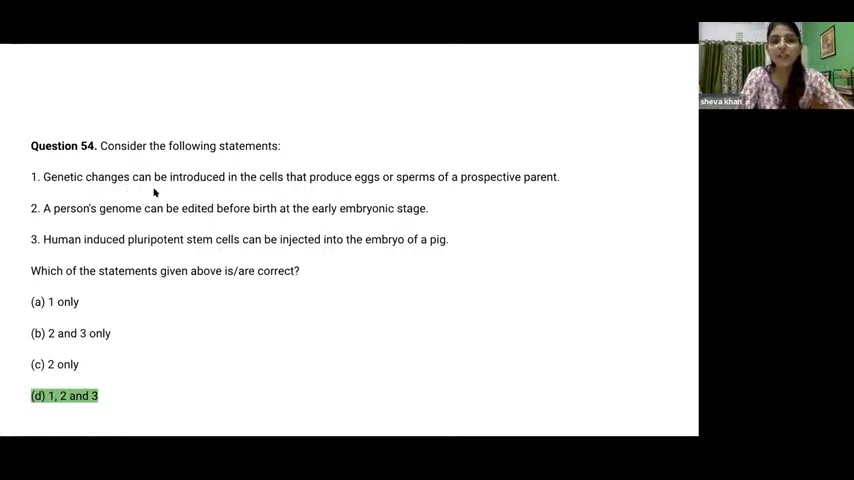 Question 54. Consider the following statements:
1. Genetic changes can be introduced in the cells that produce eggs or sperms of a prospective parent.
2. A person's genome can be edited before birth at the early embryonic stage.
3. Human induced pluripotent stem cells can be injected into the embryo of a pig.
Which of the statements given above is/are correct?
(a) 1 only
(b) 2 and 3 only
(c) 2 only
(d) 1, 2 and 3
sheva khan